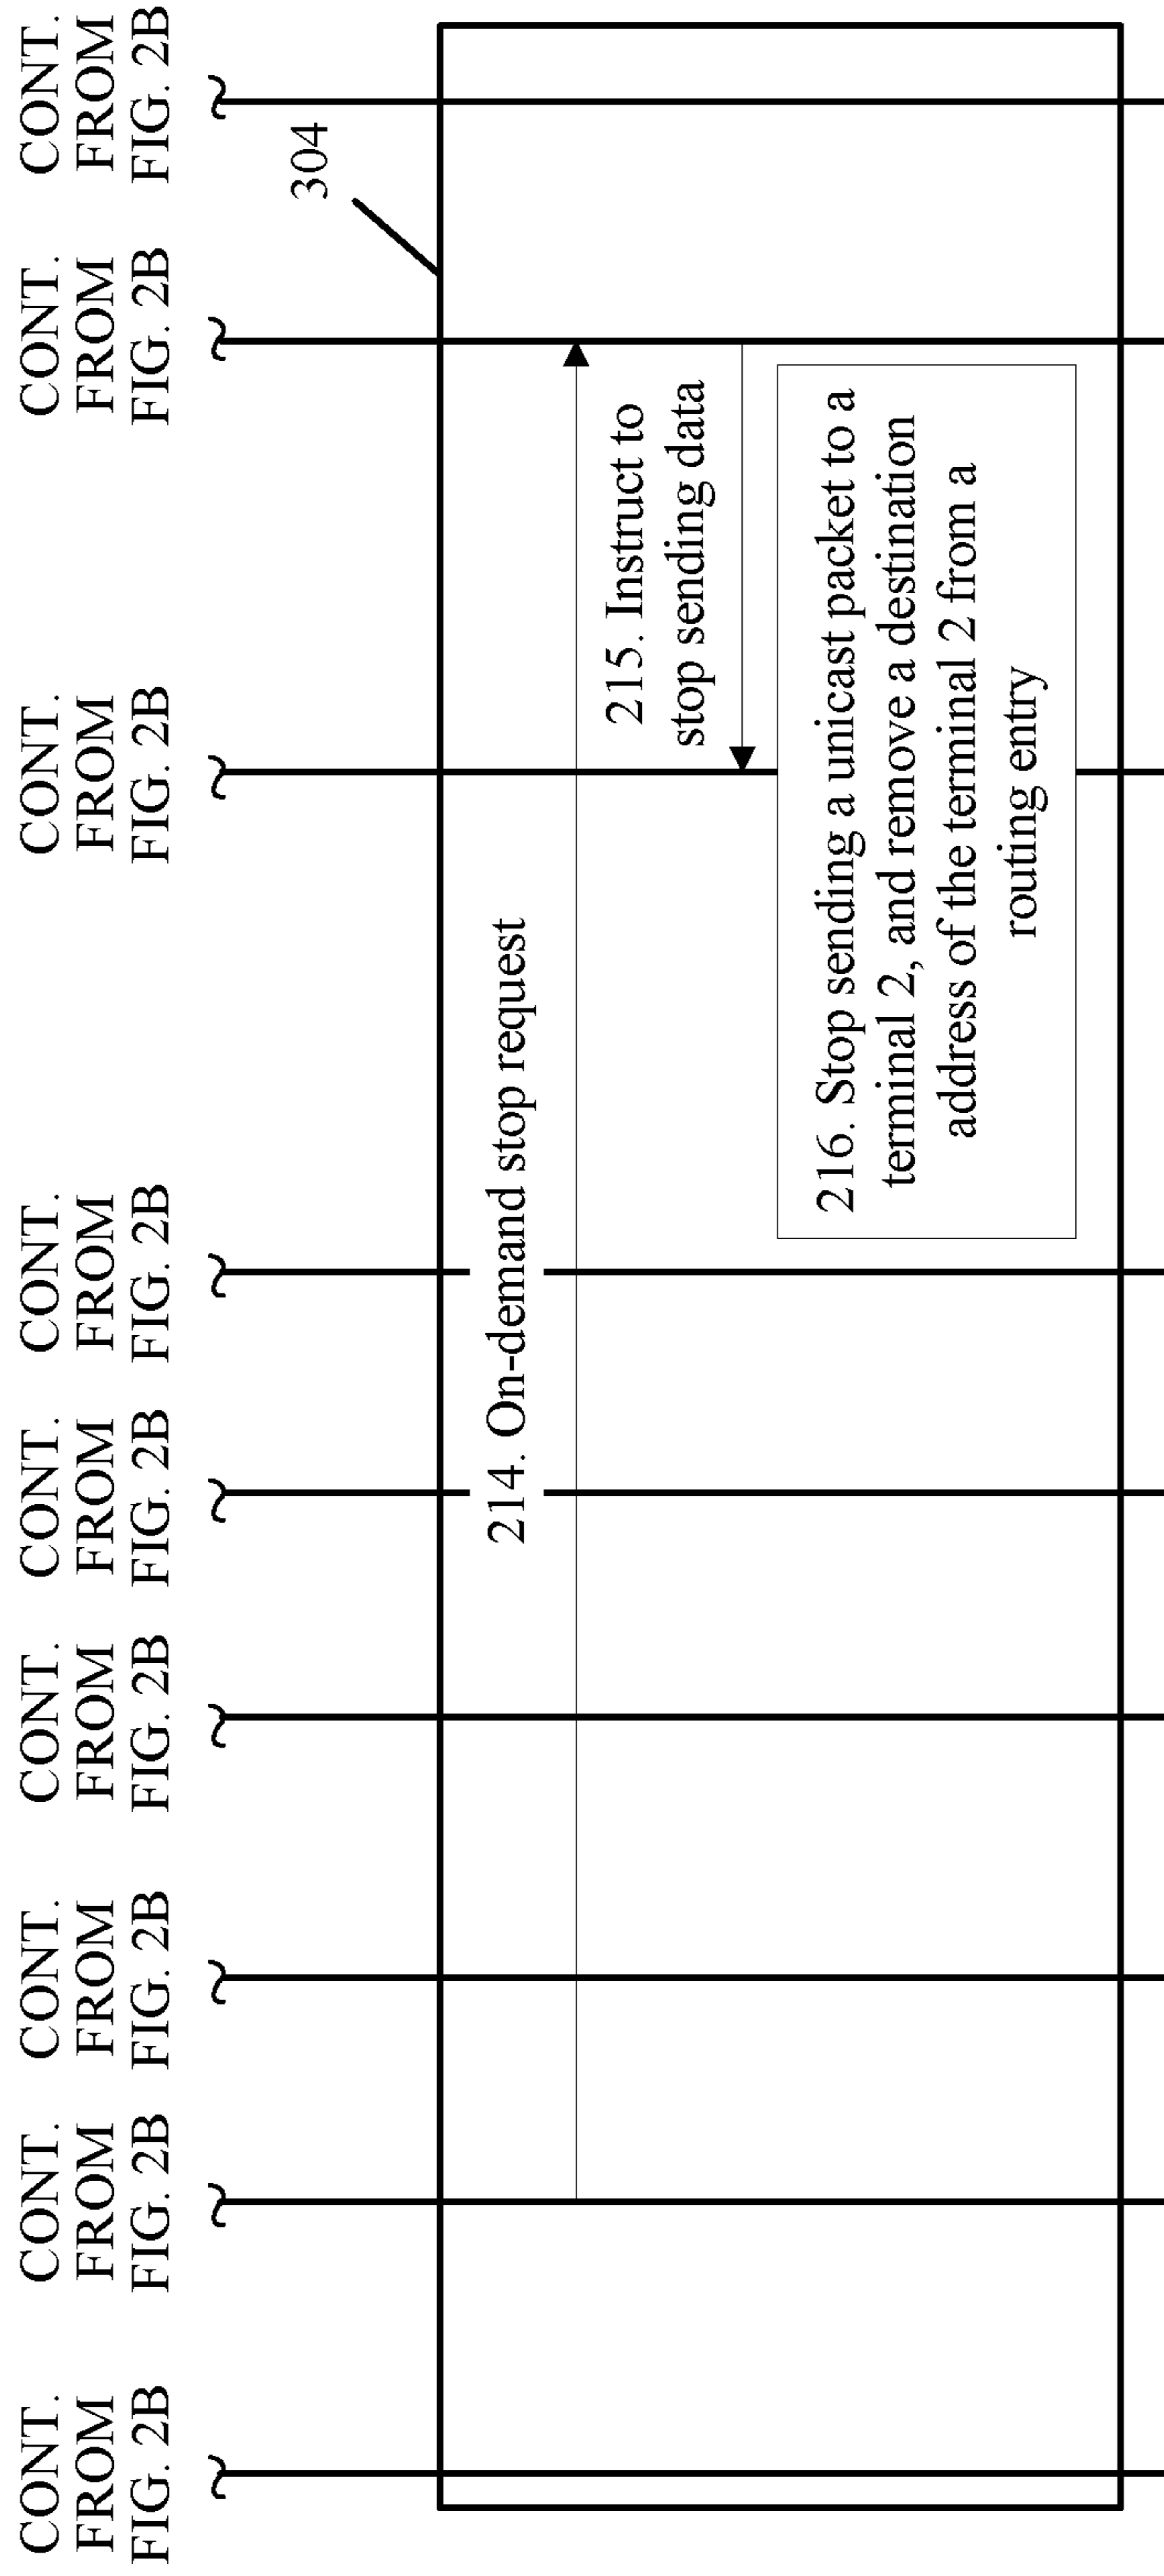 CONT.
FROM
FIG. 2B
CONT.
FROM
FIG. 2B
CONT.
FROM
FIG. 2B
CONT.
FROM
FIG. 2B
CONT.
FROM
FIG. 2B
CONT.
FROM
FIG. 2B
CONT.
FROM
FIG. 2B
CONT.
FROM
FIG. 2B
CONT.
FROM
FIG. 2B
304
214. On-demand stop request
215. Instruct to
stop sending data
216. Stop sending a unicast packet to a
terminal 2, and remove a destination
address of the terminal 2 from a
routing entry